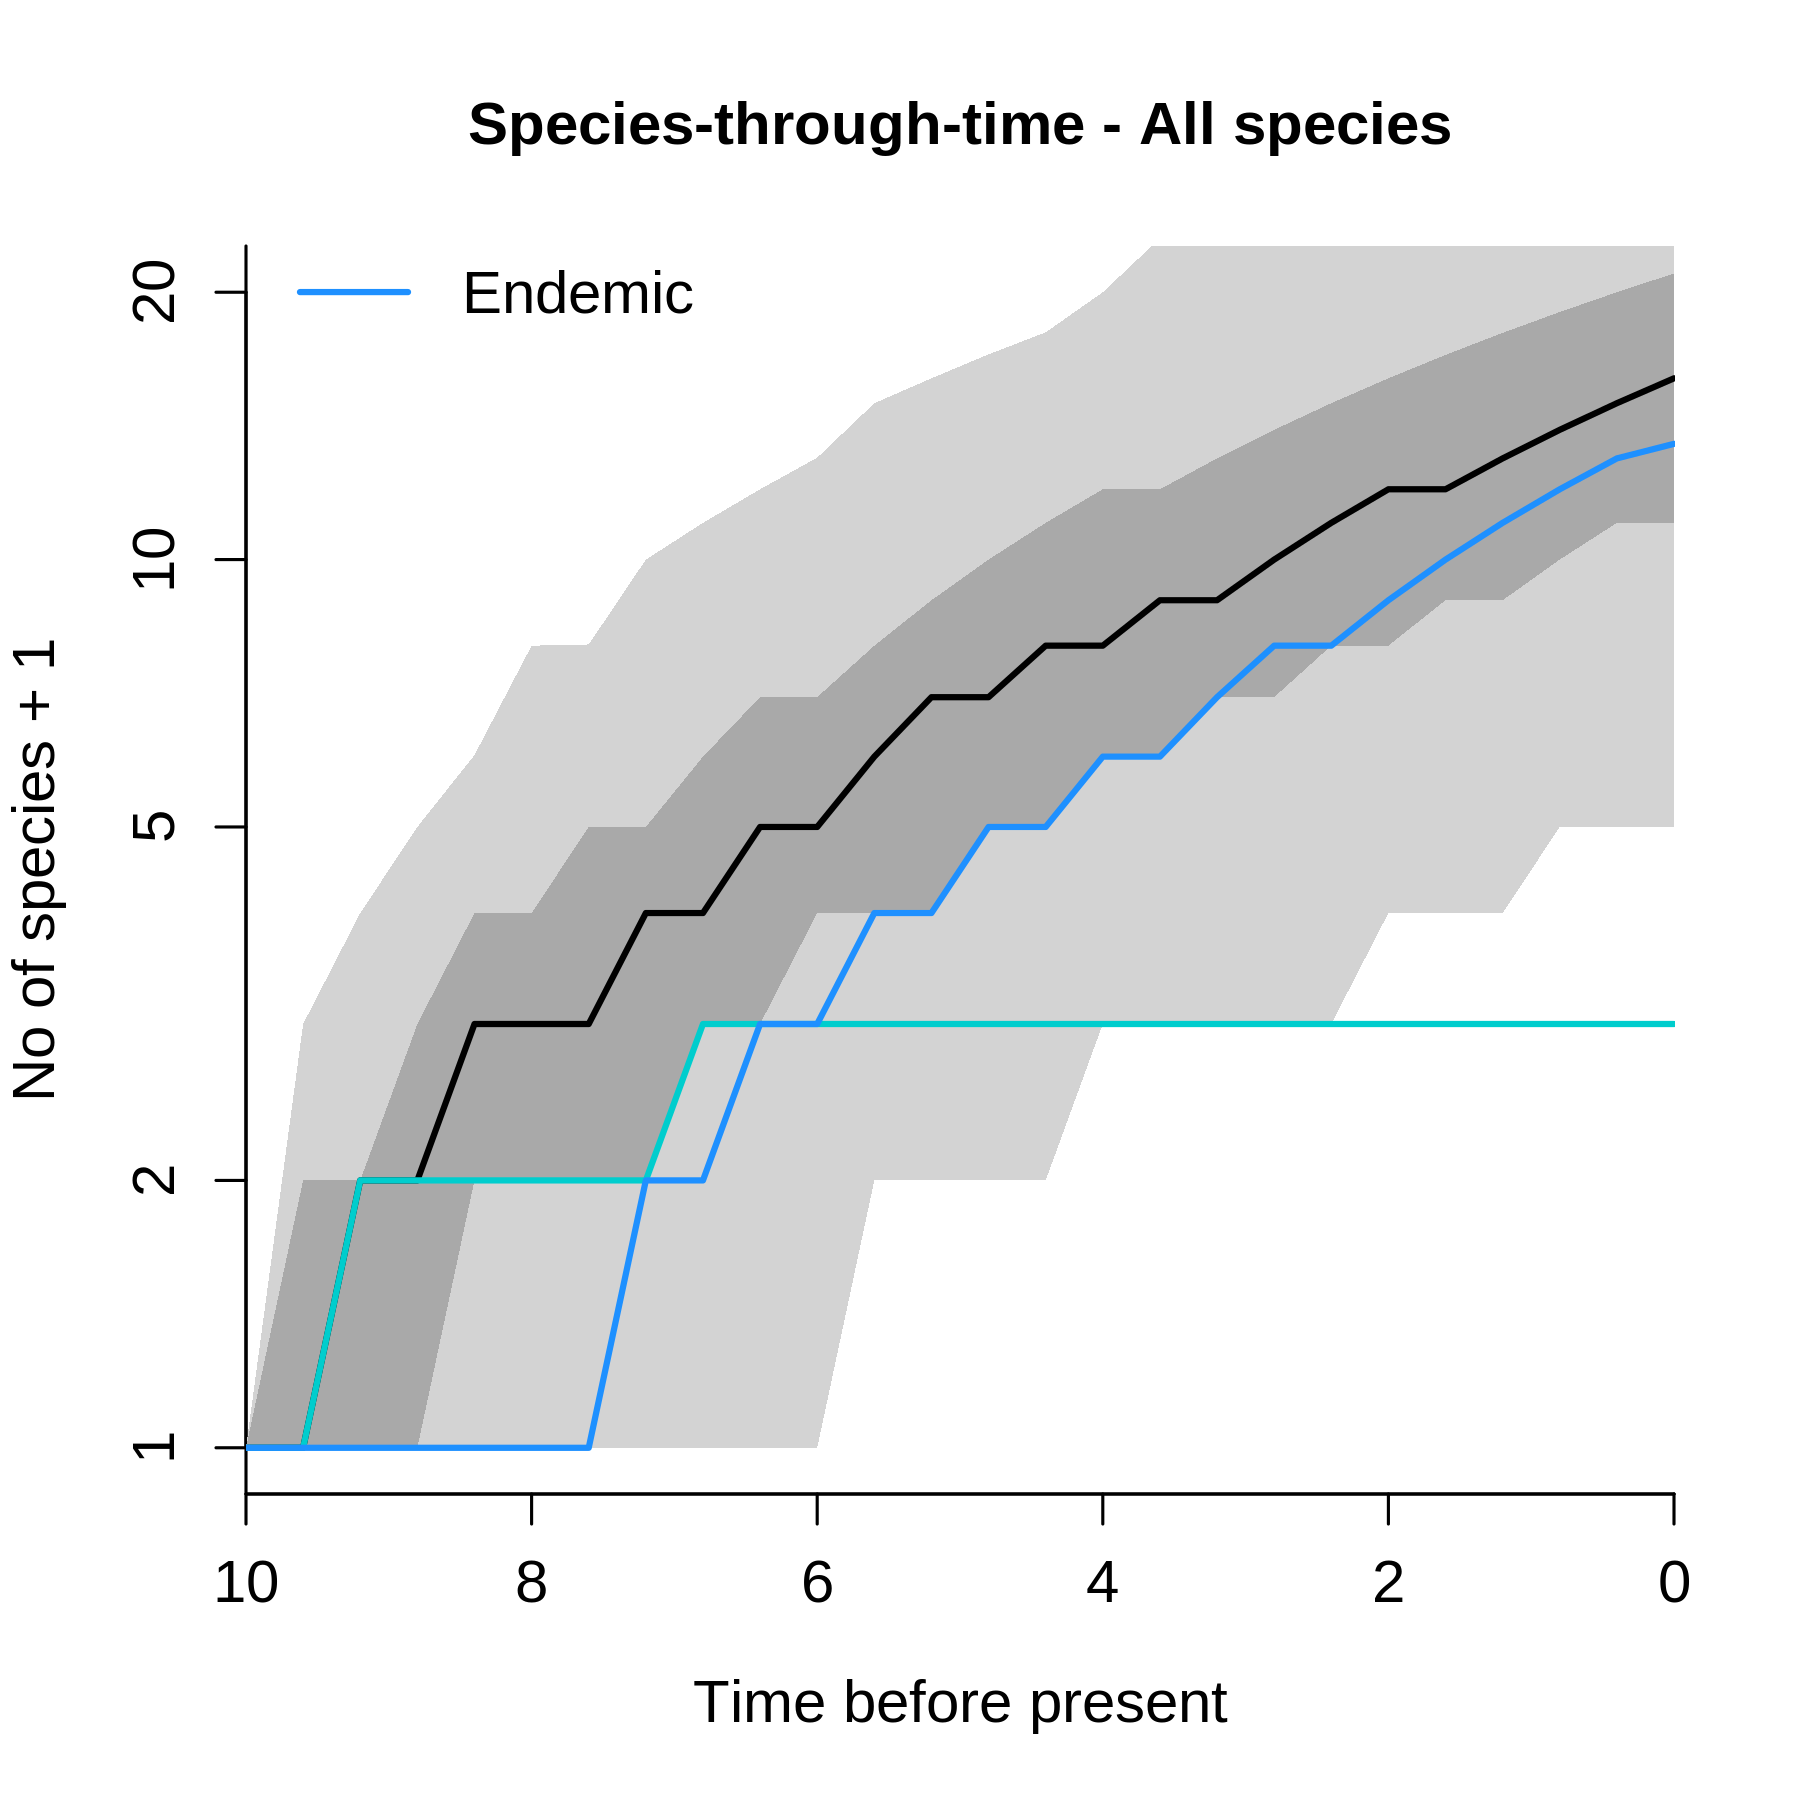 Species-through-time - All species
Endemic
No of species + 1
20
10
5
2
1
10 8 6 4 2 0
Time before present